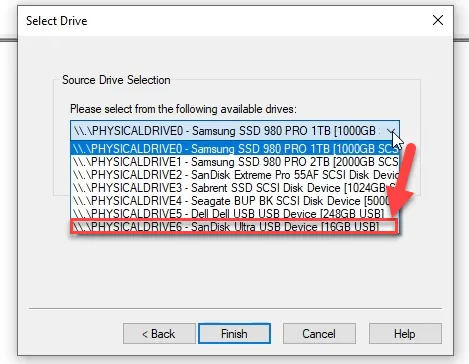 Select Drive
Source Drive Selection
Please select from the following available drives:
\\.\PHYSICALDRIVE0 - Samsung SSD 980 PRO 1TB [1000GB
\\.\PHYSICALDRIVE0 - Samsung SSD 980 PRO 1TB [1000GB SCS
\\.\PHYSICALDRIVE1 - Samsung SSD 980 PRO 2TB [2000GB SCS
\\.\PHYSICALDRIVE2 - SanDisk Extreme Pro 55AF SCSI Disk Devic
\\.\PHYSICALDRIVE3 - Sabrent SSD SCSI Disk Device [1024GB
\\.\PHYSICALDRIVE4 - Seagate BUP BK SCSI Disk Device [5000
\\.\PHYSICALDRIVE5 - Dell Dell USB USB Device [248GB USB]
\\.\PHYSICALDRIVE6 - SanDisk Ultra USB Device [16GB USB]
< Back Finish Cancel Help